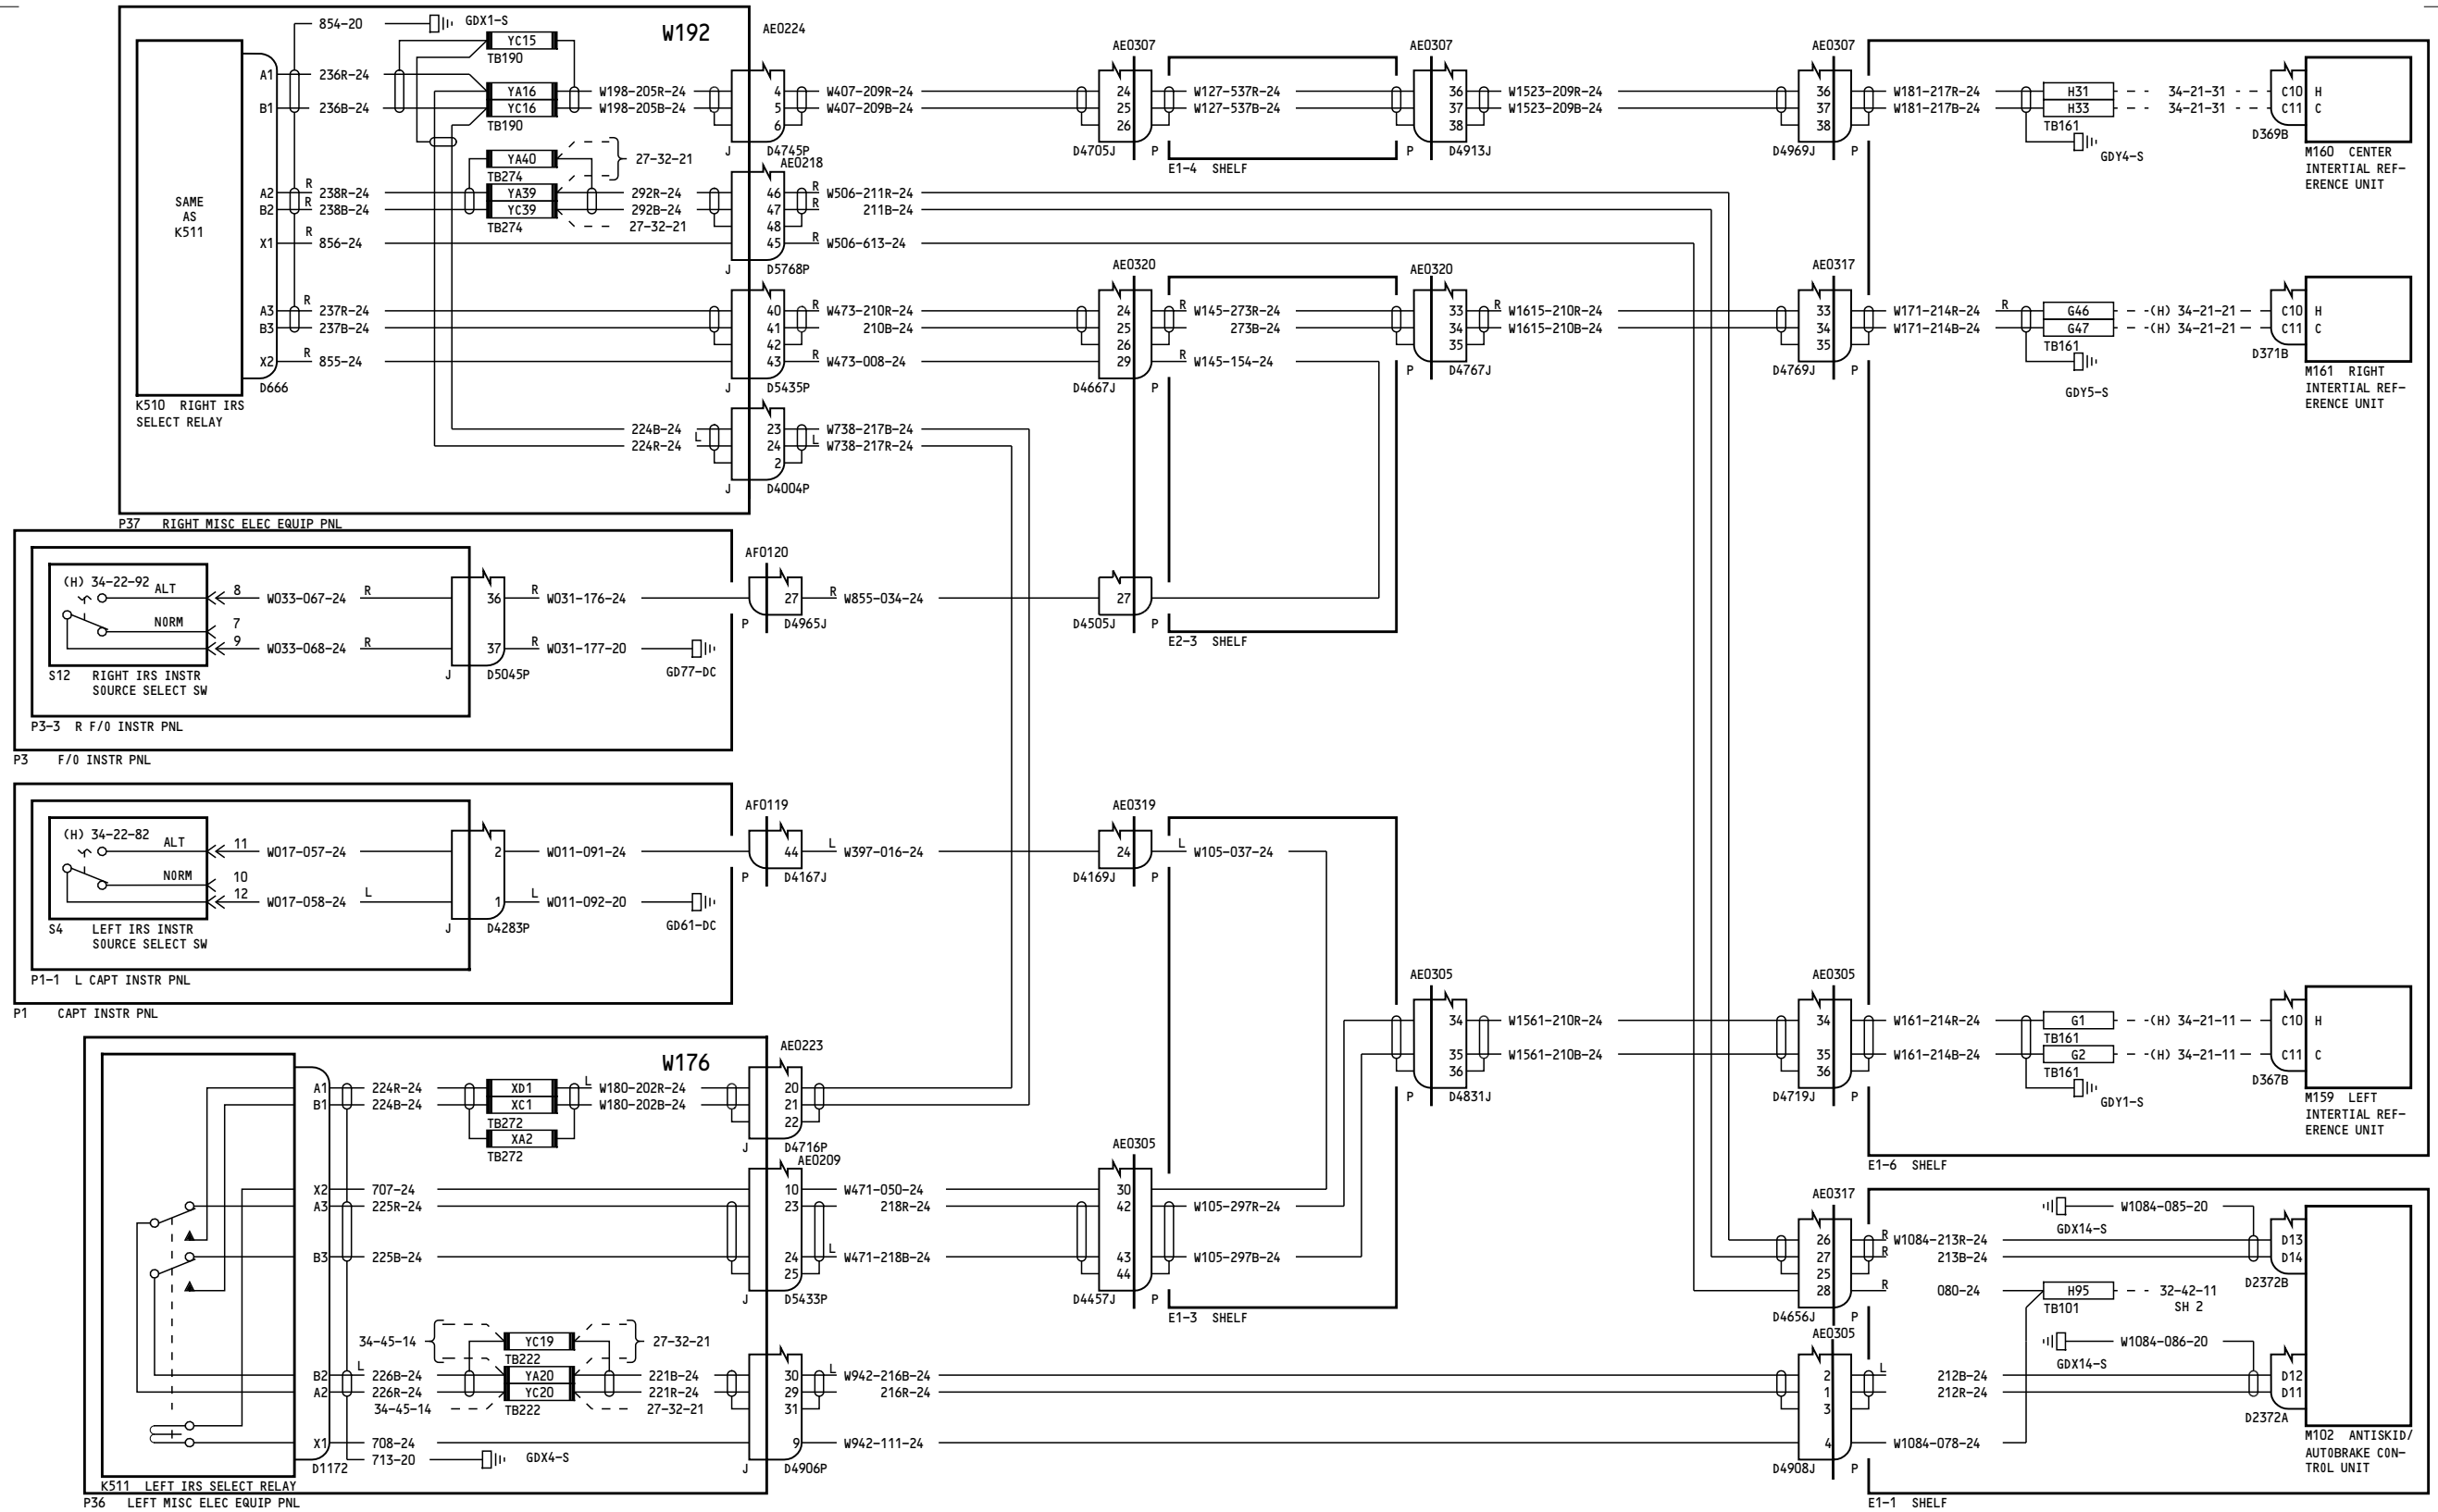 854-20
GDX1-S
W192
AE0224
YC15
TB190
A1
236R-24
B1
236B-24
YA16
YC16
TB190
W198-205R-24
W198-205B-24
4
5
6
J
D4745P
W407-209R-24
W407-209B-24
AE0307
24
25
26
D4705J
P
W127-537R-24
W127-537B-24
E1-4 SHELF
AE0307
36
37
38
P
D4913J
W1523-209R-24
W1523-209B-24
AE0307
36
37
38
D4969J
P
W181-217R-24
W181-217B-24
H31
H33
TB161
GDY4-S
34-21-31
34-21-31
C10
C11
H
C
D369B
M160 CENTER
INTERTIAL REF-
ERENCE UNIT
SAME
AS
K511
YA40
TB274
27-32-21
AE0218
A2
R
238R-24
B2
R
238B-24
YA39
YC39
TB274
292R-24
292B-24
27-32-21
46
47
48
45
R
W506-211R-24
R
211B-24
X1
R
856-24
R
W506-613-24
J
D5768P
A3
R
237R-24
B3
237B-24
X2
R
855-24
D666
40
41
42
43
J
D5435P
R
W473-210R-24
210B-24
R
W473-008-24
AE0320
24
25
26
29
D4667J
P
R
W145-273R-24
273B-24
R
W145-154-24
AE0320
33
34
35
P
D4767J
R
W1615-210R-24
W1615-210B-24
AE0317
33
34
35
D4769J
P
W171-214R-24
R
W171-214B-24
G46
G47
TB161
GDY5-S
(H) 34-21-21
(H) 34-21-21
C10
C11
H
C
D371B
M161 RIGHT
INTERTIAL REF-
ERENCE UNIT
K510 RIGHT IRS
SELECT RELAY
224B-24
224R-24
L
23
24
2
J
D4004P
W738-217B-24
L
W738-217R-24
P37 RIGHT MISC ELEC EQUIP PNL
(H) 34-22-92
ALT
8
W033-067-24
R
NORM
7
9
W033-068-24
R
S12 RIGHT IRS INSTR
SOURCE SELECT SW
36
37
J
D5045P
R
W031-176-24
R
W031-177-20
GD77-DC
AF0120
27
P
D4965J
R
W855-034-24
27
D4505J
P
E2-3 SHELF
P3-3 R F/O INSTR PNL
P3 F/O INSTR PNL
(H) 34-22-82
ALT
11
W017-057-24
NORM
10
12
W017-058-24
L
S4 LEFT IRS INSTR
SOURCE SELECT SW
2
1
J
D4283P
W011-091-24
L
W011-092-20
GD61-DC
AF0119
44
P
D4167J
L
W397-016-24
AE0319
24
D4169J
P
L
W105-037-24
P1-1 L CAPT INSTR PNL
P1 CAPT INSTR PNL
AE0305
34
35
36
P
D4831J
W1561-210R-24
W1561-210B-24
AE0305
34
35
36
D4719J
P
W161-214R-24
W161-214B-24
G1
TB161
G2
TB161
GDY1-S
(H) 34-21-11
(H) 34-21-11
C10
C11
H
C
D367B
M159 LEFT
INTERTIAL REF-
ERENCE UNIT
E1-6 SHELF
W176
AE0223
A1
224R-24
B1
224B-24
XD1
XC1
TB272
XA2
TB272
L
W180-202R-24
W180-202B-24
20
21
22
J
D4716P
AE0209
X2
707-24
A3
225R-24
B3
225B-24
10
23
24
25
J
D5433P
W471-050-24
218R-24
L
W471-218B-24
AE0305
30
42
43
44
D4457J
P
W105-297R-24
W105-297B-24
E1-3 SHELF
AE0317
26
27
25
28
D4656J
P
R
W1084-213R-24
R
213B-24
R
080-24
W1084-085-20
GDX14-S
D13
D14
D2372B
H95
TB101
32-42-11
SH 2
34-45-14
YC19
TB222
27-32-21
B2
L
226B-24
A2
226R-24
34-45-14
YA20
YC20
TB222
221B-24
221R-24
27-32-21
30
29
31
9
J
D4906P
L
W942-216B-24
216R-24
W942-111-24
AE0305
2
1
3
4
D4908J
P
L
212B-24
212R-24
W1084-078-24
W1084-086-20
GDX14-S
D12
D11
D2372A
M102 ANTISKID/
AUTOBRAKE CON-
TROL UNIT
X1
708-24
713-20
GDX4-S
D1172
K511 LEFT IRS SELECT RELAY
P36 LEFT MISC ELEC EQUIP PNL
E1-1 SHELF